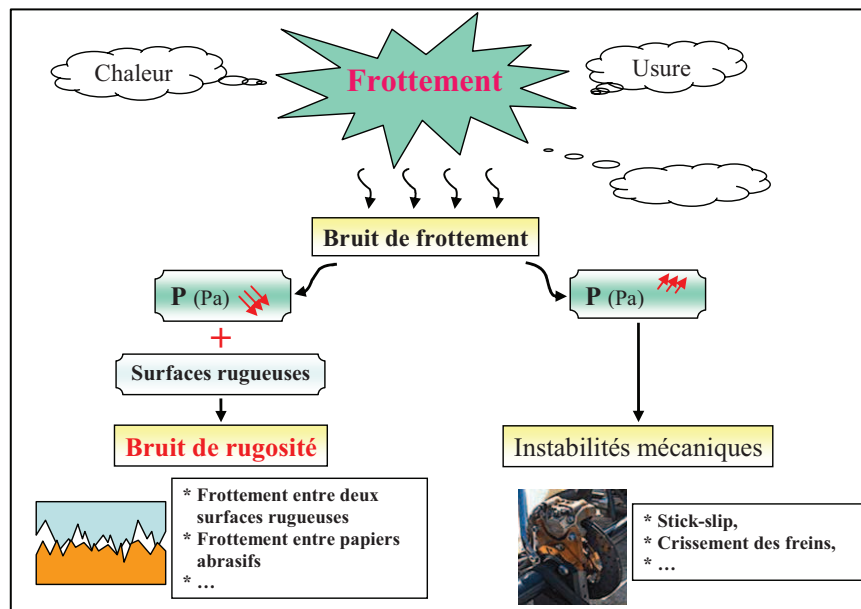 Chaleur
Frottement
Usure
Bruit de frottement
P (Pa)
P (Pa)
+
Surfaces rugueuses
Bruit de rugosité
Instabilités mécaniques
* Frottement entre deux
surfaces rugueuses
* Frottement entre papiers
abrasifs
* …
* Stick-slip,
* Crissement des freins,
* …